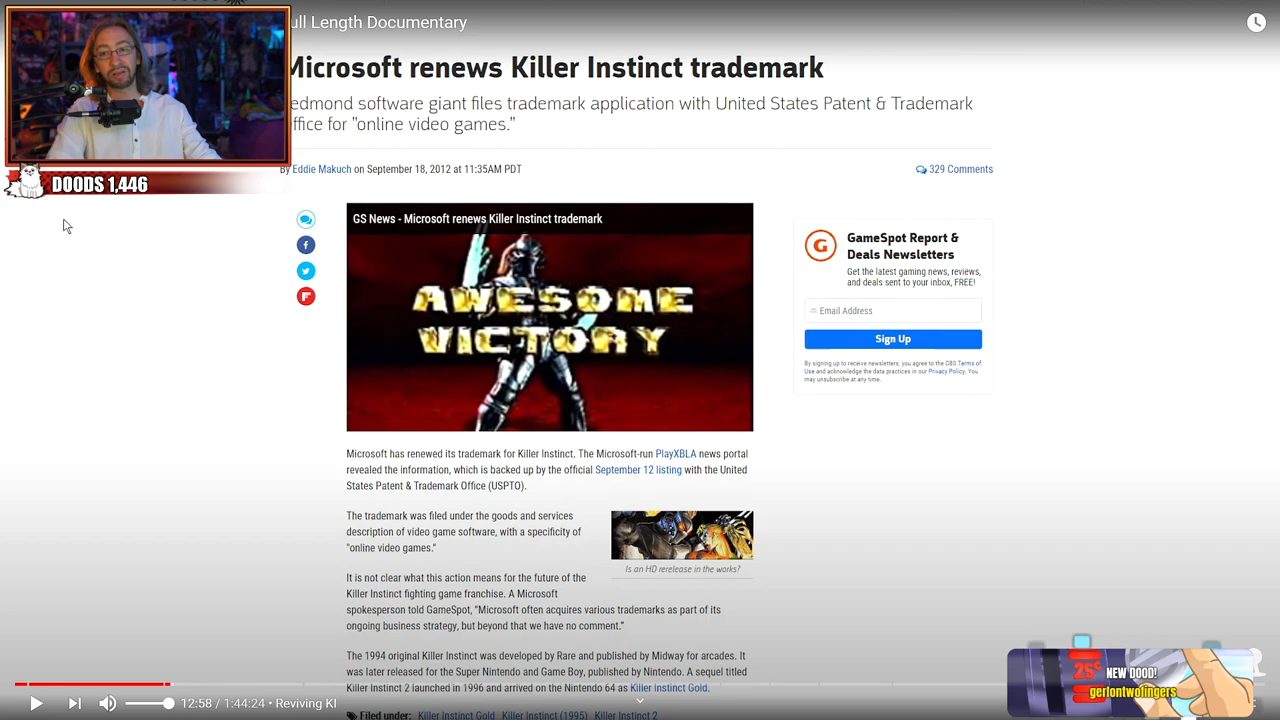 ull Length Documentary
Microsoft renews Killer Instinct trademark
edmond software giant files trademark application with United States Patent & Trademark
ffice for "online video games."
By Eddie Makuch on September 18, 2012 at 11:35AM PDT
329 Comments
DOODS 1,446
GS News - Microsoft renews Killer Instinct trademark
AWESOME
VICTORY
G
GameSpot Report &
Deals Newsletters
Get the latest gaming news, reviews,
and deals sent to your inbox, FREE!
Email Address
Sign Up
By signing up to receive newsletters, you agree to the CBS Terms of
Use and acknowledge the data practices in our Privacy Policy. You
may unsubscribe at any time.
Microsoft has renewed its trademark for Killer Instinct. The Microsoft-run PlayXBLA news portal
revealed the information, which is backed up by the official September 12 listing with the United
States Patent & Trademark Office (USPTO).
The trademark was filed under the goods and services
description of video game software, with a specificity of
"online video games."
Is an HD rerelease in the works?
It is not clear what this action means for the future of the
Killer Instinct fighting game franchise. A Microsoft
spokesperson told GameSpot, "Microsoft often acquires various trademarks as part of its
ongoing business strategy, but beyond that we have no comment."
The 1994 original Killer Instinct was developed by Rare and published by Midway for arcades. It
was later released for the Super Nintendo and Game Boy, published by Nintendo. A sequel titled
Killer Instinct 2 launched in 1996 and arrived on the Nintendo 64 as Killer Instinct Gold.
Filed under: Killer Instinct Gold Killer Instinct (1995) Killer Instinct 2
12:58 / 1:44:24 • Reviving KI
25¢
NEW DOOD!
gerfontwofingers